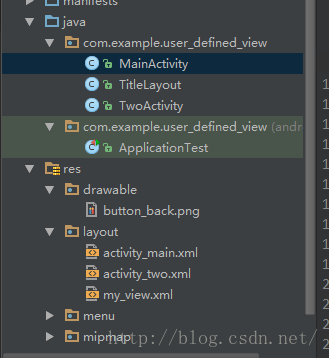 manifests
java
com.example.user_defined_view
MainActivity
TitleLayout
TwoActivity
com.example.user_defined_view (andr
ApplicationTest
res
drawable
button_back.png
layout
activity_main.xml
activity_two.xml
my_view.xml
menu
mipmap
http://blog.csdn.net/